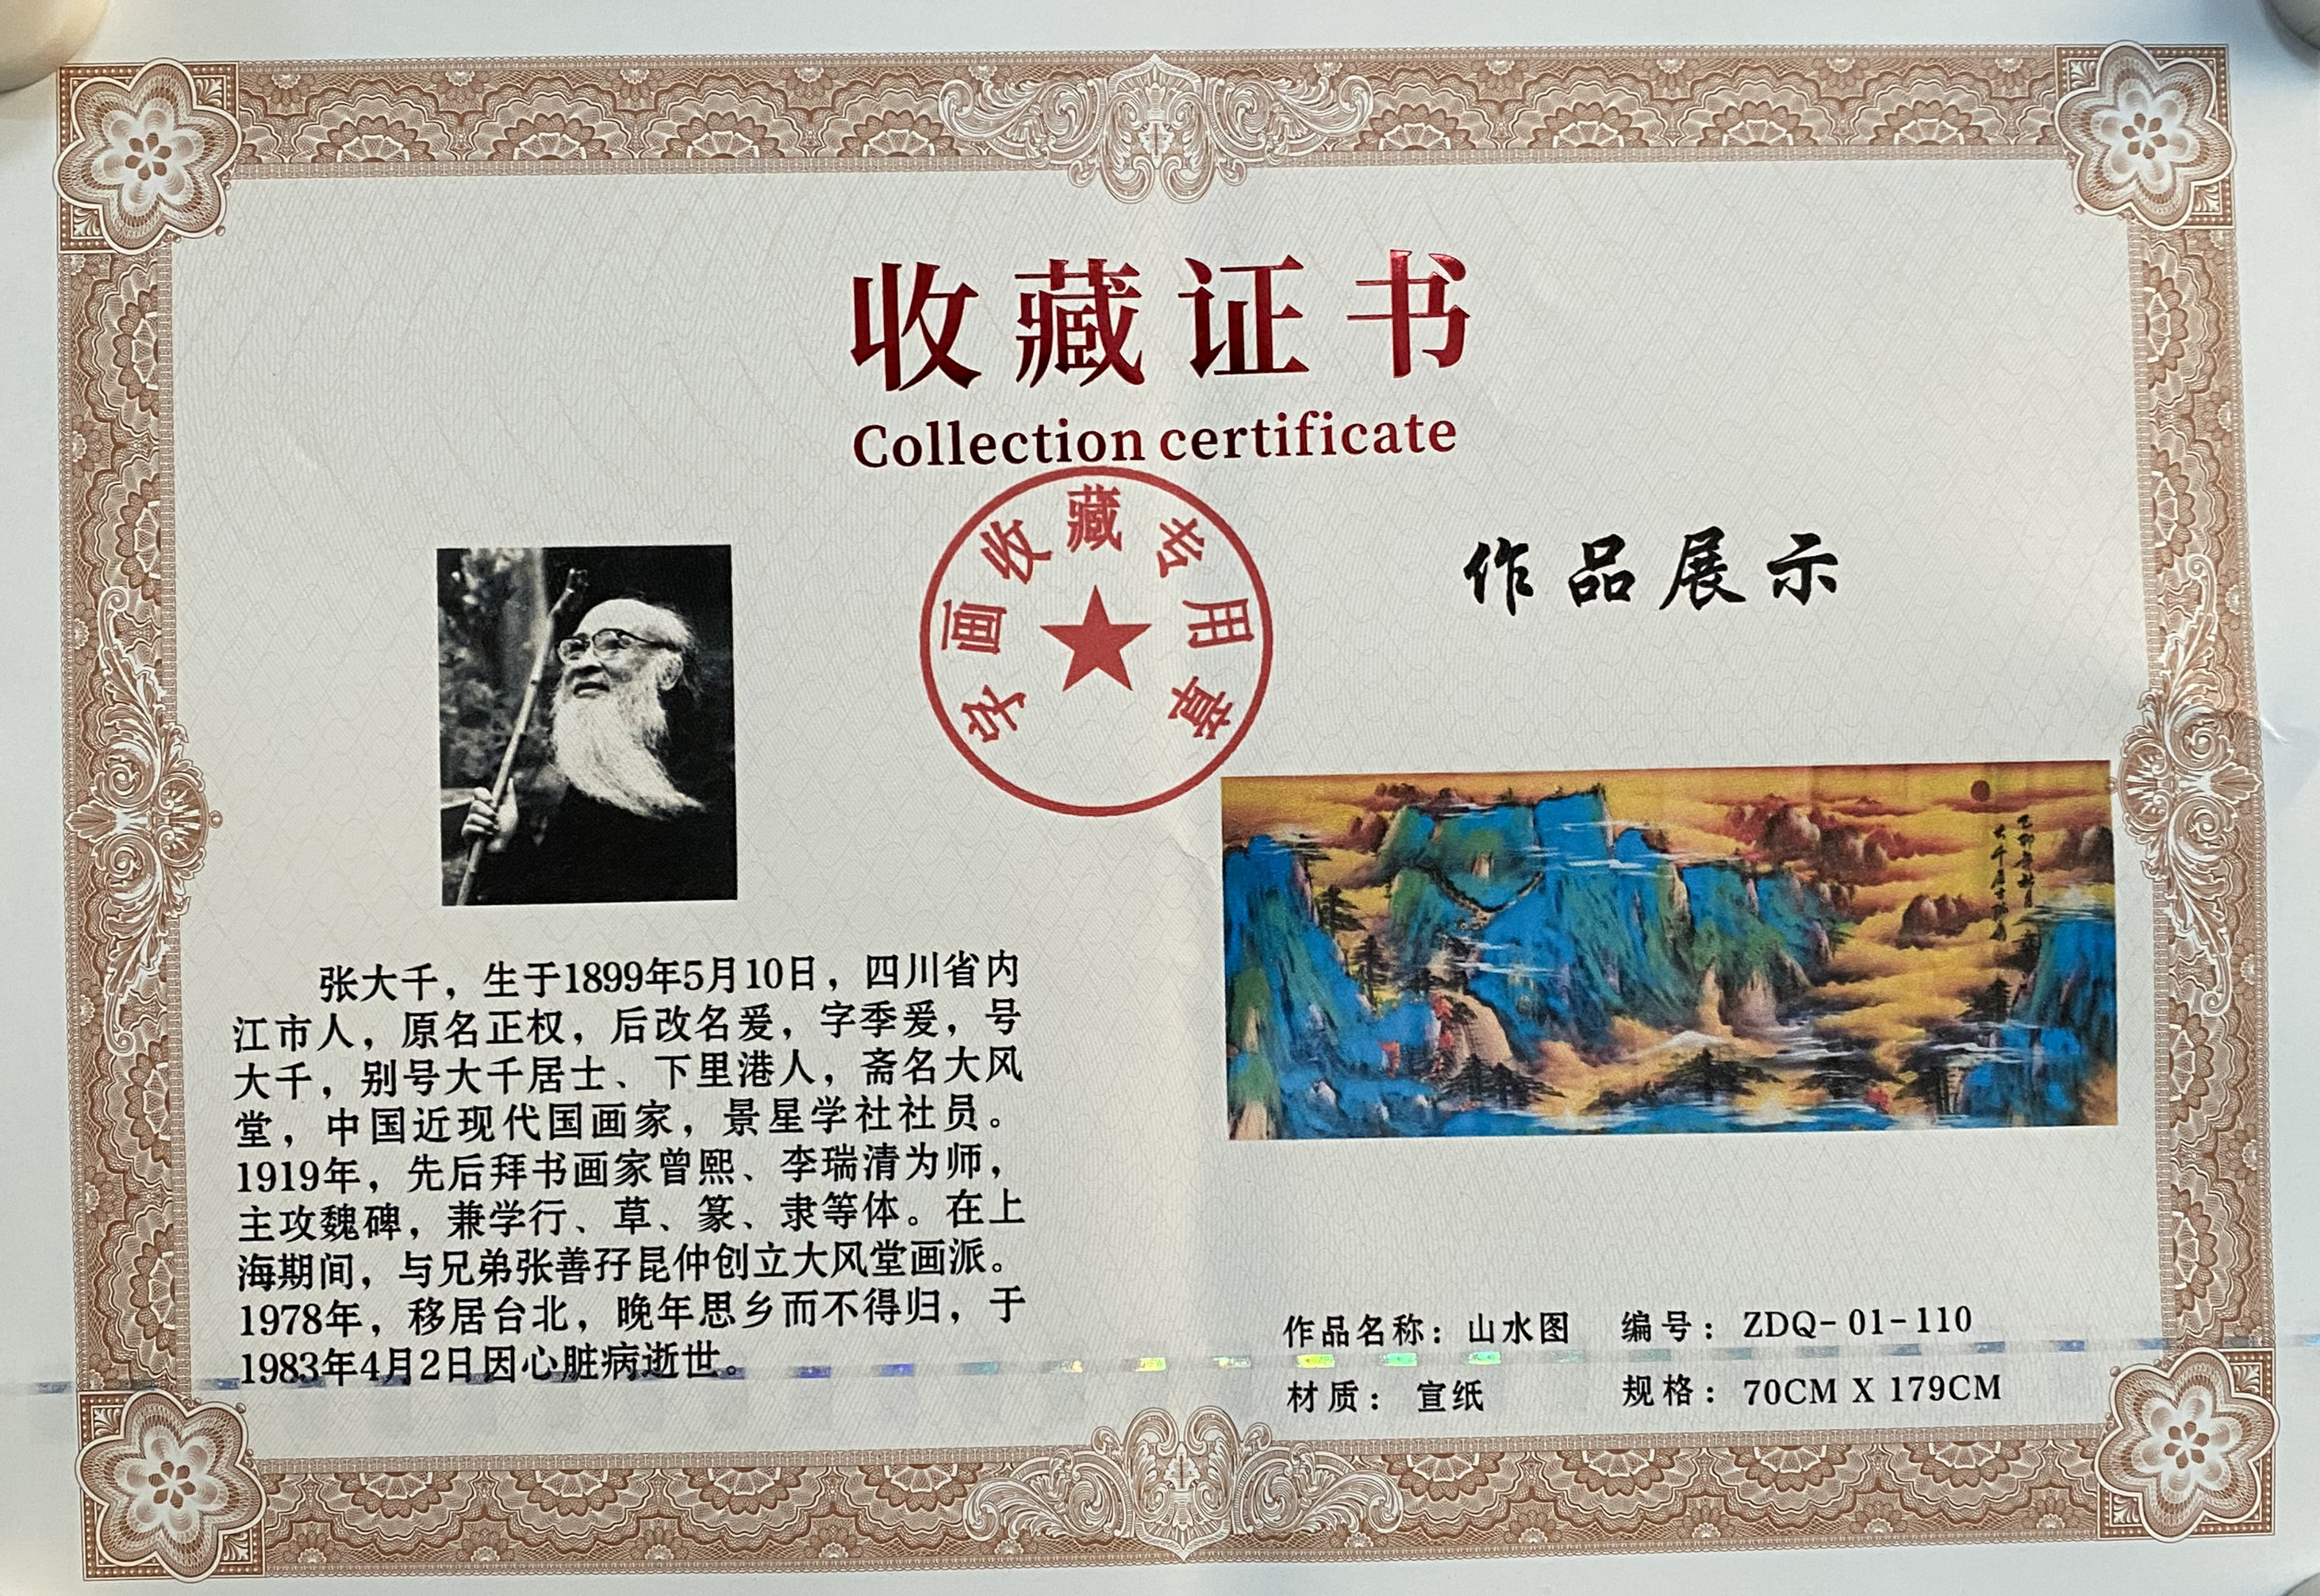 收藏证书
Collection certificate
字画收藏专用章
作品展示
张大千，生于1899年5月10日，四川省内
江市人，原名正权，后改名爰，字季爰，号
大千，别号大千居士、下里港人，斋名大风
堂，中国近现代国画家，景星学社社员。
1919年，先后拜书画家曾熙、李瑞清为师，
主攻魏碑，兼学行、草、篆、隶等体。在上
海期间，与兄弟张善孖昆仲创立大风堂画派。
1978年，移居台北，晚年思乡而不得归，于
1983年4月2日因心脏病逝世。
大千居士
作品名称：山水图 编号：ZDQ-01-110
材质：宣纸 规格：70CM X 179CM